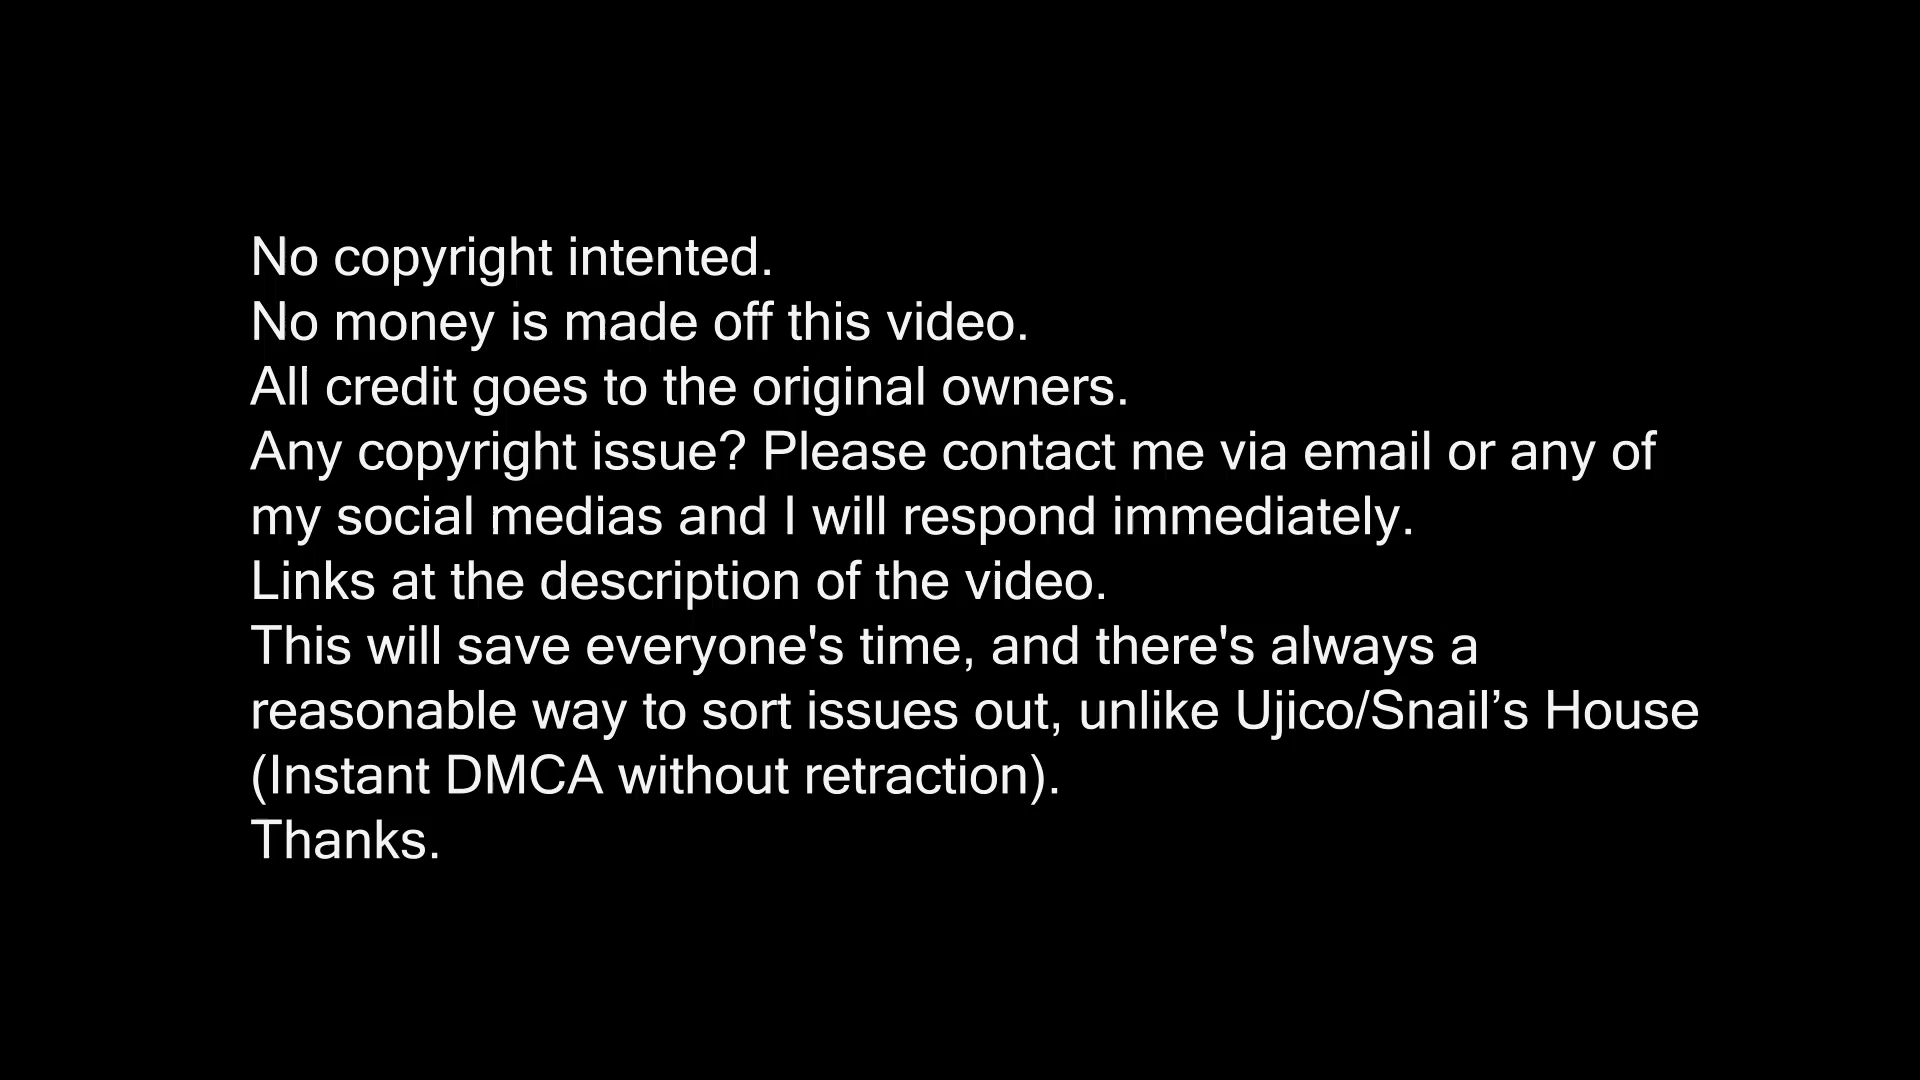 No copyright intented.
No money is made off this video.
All credit goes to the original owners.
Any copyright issue? Please contact me via email or any of
my social medias and I will respond immediately.
Links at the description of the video.
This will save everyone's time, and there's always a
reasonable way to sort issues out, unlike Ujico/Snail’s House
(Instant DMCA without retraction).
Thanks.